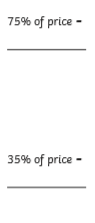 75% of price -
35% of price -